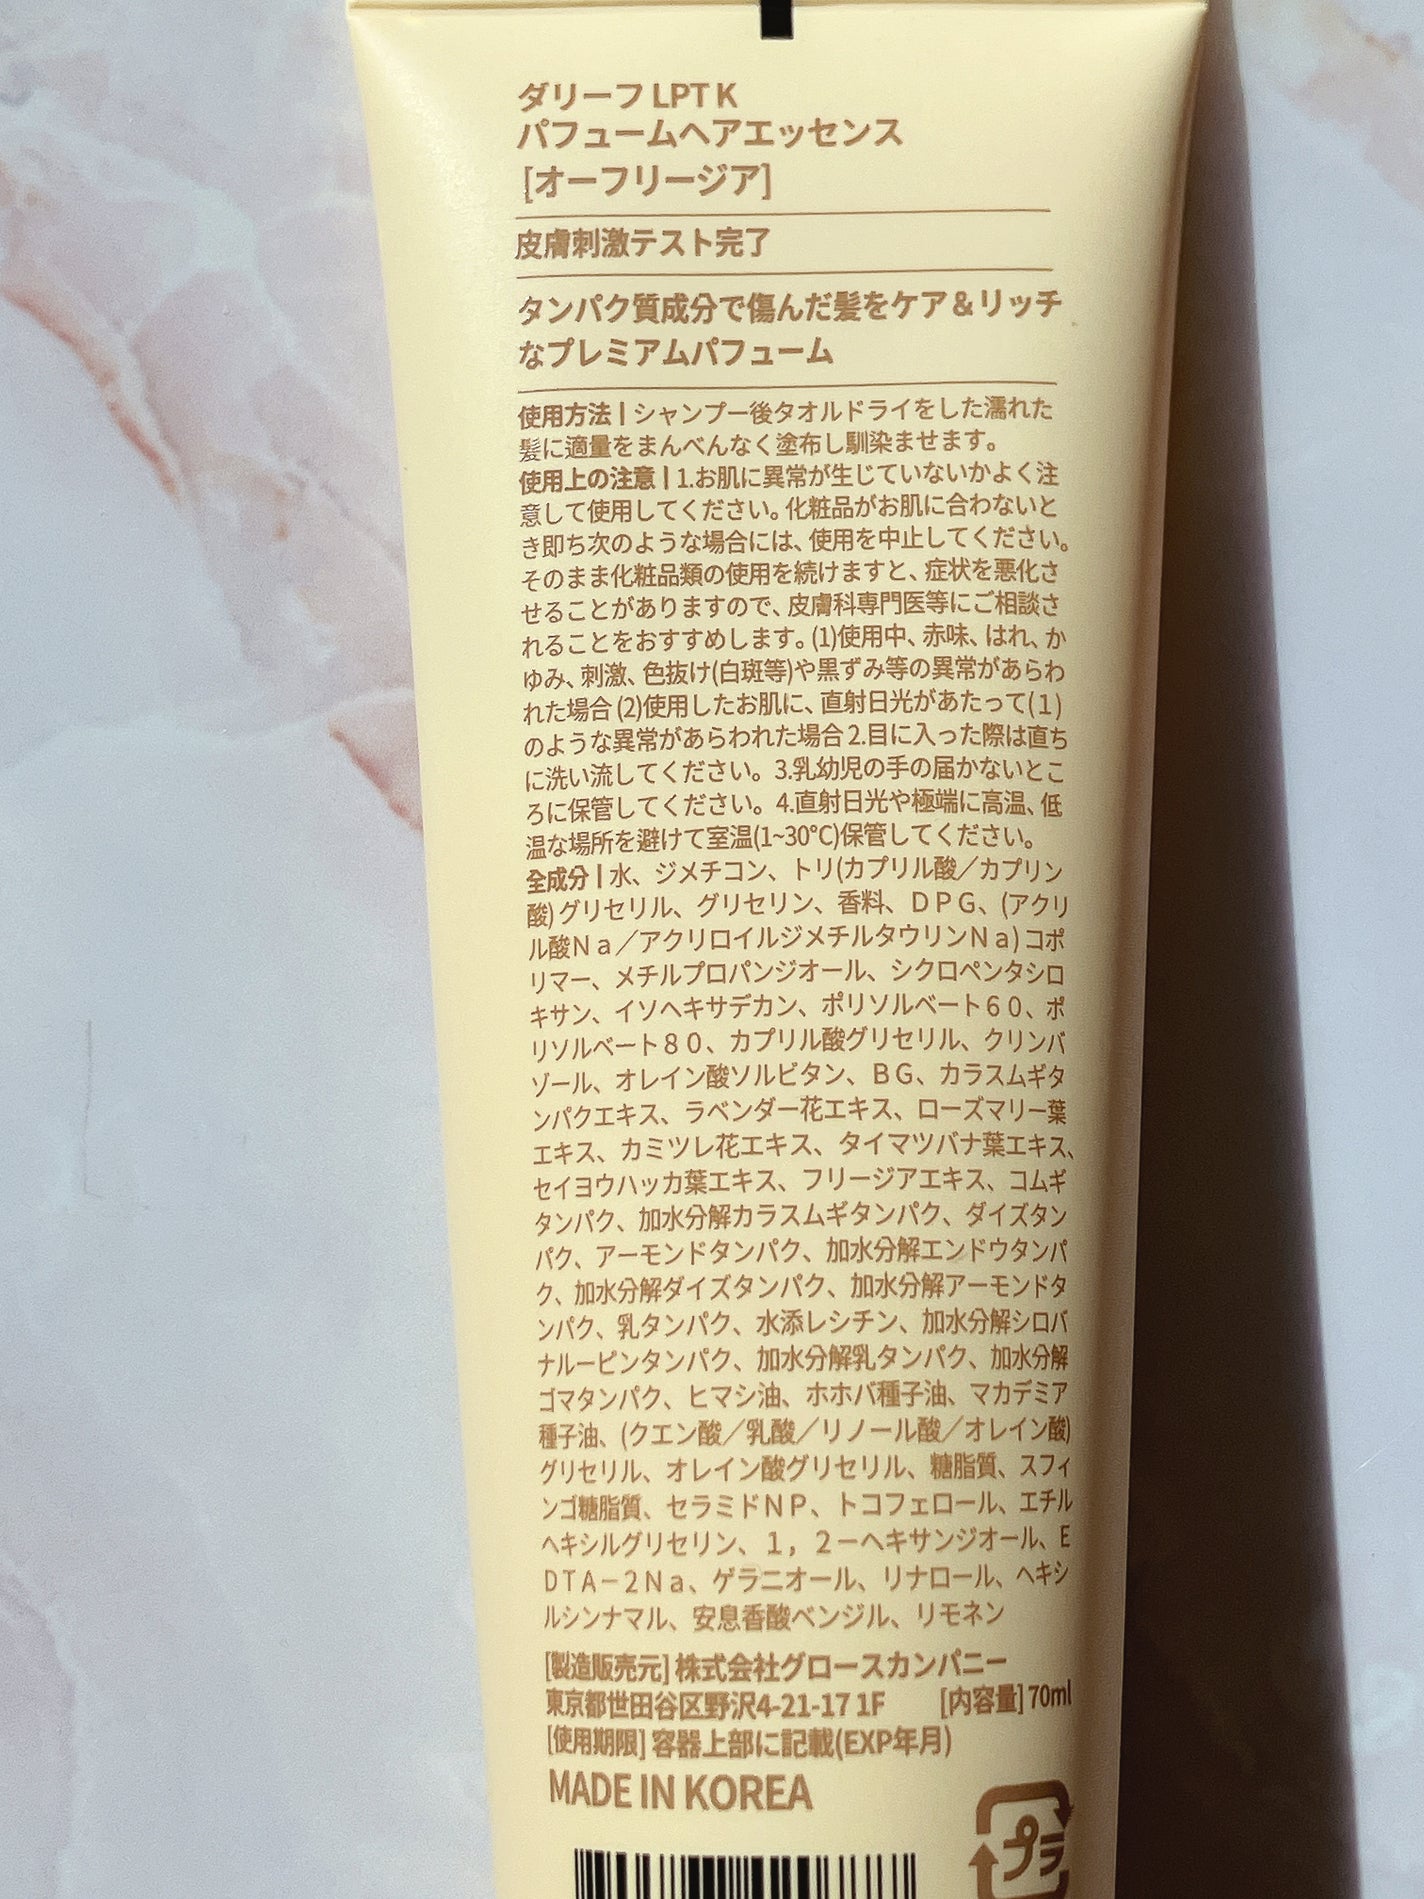 ダリーフ LPT K
パフュームヘアエッセンス
[オーフリージア]
皮膚刺激テスト完了
タンパク質成分で傷んだ髪をケア＆リッチ
なプレミアムパフューム
使用方法 | シャンプー後タオルドライをした濡れた
髪に適量をまんべんなく塗布し馴染ませます。
使用上の注意 | 1.お肌に異常が生じていないかよく注
意して使用してください。化粧品がお肌に合わないと
き即ち次のような場合には、使用を中止してください。
そのまま化粧品類の使用を続けますと、症状を悪化さ
せることがありますので、皮膚科専門医等にご相談さ
れることをおすすめします。(1)使用中、赤味、はれ、か
ゆみ、刺激、色抜け(白斑等)や黒ずみ等の異常があらわ
れた場合 (2)使用したお肌に、直射日光があたって(1)
のような異常があらわれた場合 2.目に入った際は直ち
に洗い流してください。3.乳幼児の手の届かないとこ
ろに保管してください。4.直射日光や極端に高温、低
温な場所を避けて室温(1~30℃)保管してください。
全成分 | 水、ジメチコン、トリ(カプリル酸／カプリン
酸)グリセリル、グリセリン、香料、ＤＰＧ、(アクリ
ル酸Ｎａ／アクリロイルジメチルタウリンＮａ)コポ
リマー、メチルプロパンジオール、シクロペンタシロ
キサン、イソヘキサデカン、ポリソルベート６０、ポ
リソルベート８０、カプリル酸グリセリル、クリンバ
ゾール、オレイン酸ソルビタン、ＢＧ、カラスムギタ
ンパクエキス、ラベンダー花エキス、ローズマリー葉
エキス、カミツレ花エキス、タイマツバナ葉エキス、
セイヨウハッカ葉エキス、フリージアエキス、コムギ
タンパク、加水分解カラスムギタンパク、ダイズタン
パク、アーモンドタンパク、加水分解エンドウタンパ
ク、加水分解ダイズタンパク、加水分解アーモンドタ
ンパク、乳タンパク、水添レシチン、加水分解シロバ
ナルーピンタンパク、加水分解乳タンパク、加水分解
ゴマタンパク、ヒマシ油、ホホバ種子油、マカデミア
種子油、(クエン酸／乳酸／リノール酸／オレイン酸)
グリセリル、オレイン酸グリセリル、糖脂質、スフィ
ンゴ糖脂質、セラミドＮＰ、トコフェロール、エチル
ヘキシルグリセリン、１，２－ヘキサンジオール、Ｅ
ＤＴＡ－２Ｎａ、ゲラニオール、リナロール、ヘキシ
ルシンナマル、安息香酸ベンジル、リモネン
[製造販売元] 株式会社グロースカンパニー
東京都世田谷区野沢4-21-17 1F [内容量] 70ml
[使用期限] 容器上部に記載(EXP年月)
MADE IN KOREA
プラ